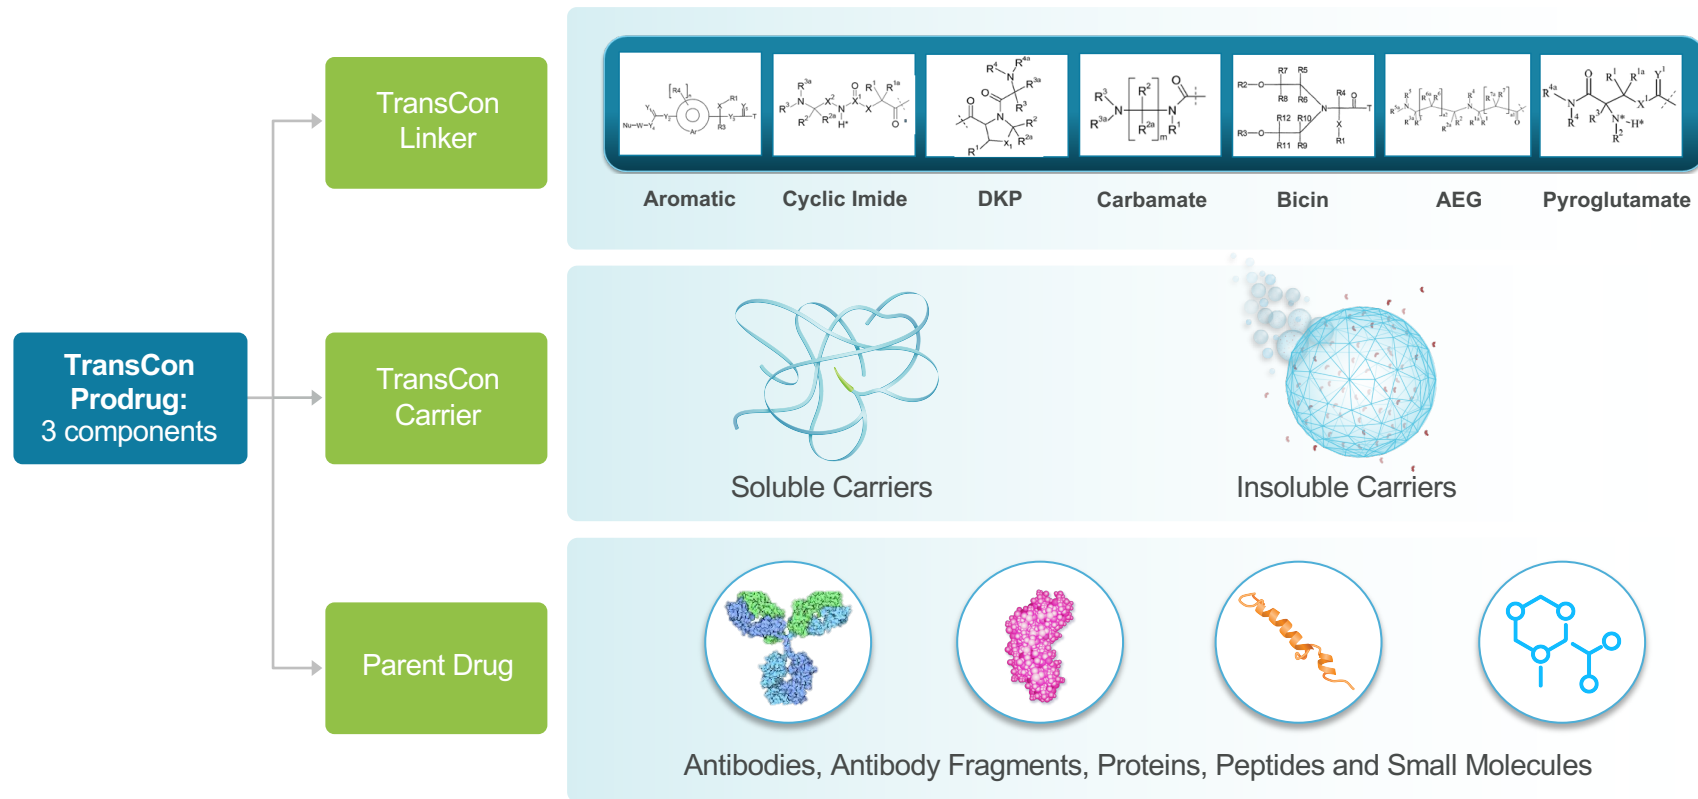 TransCon
Prodrug:
3 components
TransCon
Linker
Aromatic
Cyclic Imide
DKP
Carbamate
Bicin
AEG
Pyroglutamate
TransCon
Carrier
Soluble Carriers
Insoluble Carriers
Parent Drug
Antibodies, Antibody Fragments, Proteins, Peptides and Small Molecules